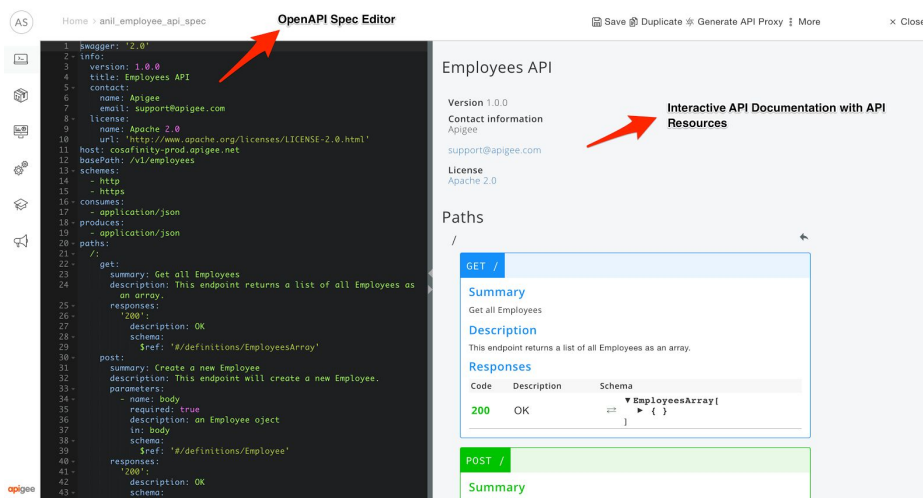 AS
Home > anil_employee_api_spec
OpenAPI Spec Editor
Save Duplicate Generate API Proxy More
× Close
1 swagger: '2.0'
2 info:
3 version: 1.0.0
4 title: Employees API
5 contact:
6 name: Apigee
7 email: support@apigee.com
8 license:
9 name: Apache 2.0
10 url: 'http://www.apache.org/licenses/LICENSE-2.0.html'
11 host: cosafinity-prod.apigee.net
12 basePath: /v1/employees
13 schemes:
14 - http
15 - https
16 consumes:
17 - application/json
18 produces:
19 - application/json
20 paths:
21 /:
22 get:
23 summary: Get all Employees
24 description: This endpoint returns a list of all Employees as
an array.
25 responses:
26 '200':
27 description: OK
28 schema:
29 $ref: '#/definitions/EmployeesArray'
30 post:
31 summary: Create a new Employee
32 description: This endpoint will create a new Employee.
33 parameters:
34 - name: body
35 required: true
36 description: an Employee oject
37 in: body
38 schema:
39 $ref: '#/definitions/Employee'
40 responses:
41 '200':
42 description: OK
43 schema:
apigee
Employees API
Version 1.0.0
Contact information
Apigee
support@apigee.com
License
Apache 2.0
Interactive API Documentation with API
Resources
Paths
/
GET /
Summary
Get all Employees
Description
This endpoint returns a list of all Employees as an array.
Responses
Code Description Schema
200 OK ⇄ ▼ EmployeesArray[
▶ { }
]
POST /
Summary